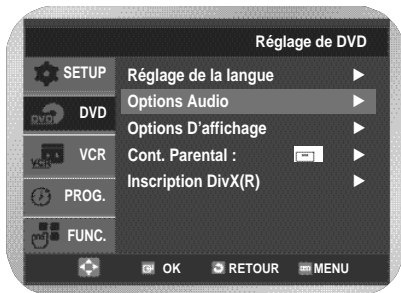 Réglage de DVD
SETUP
DVD
VCR
PROG.
FUNC.
Réglage de la langue
Options Audio
Options D'affichage
Cont. Parental :
Inscription DivX(R)
OK RETOUR MENU